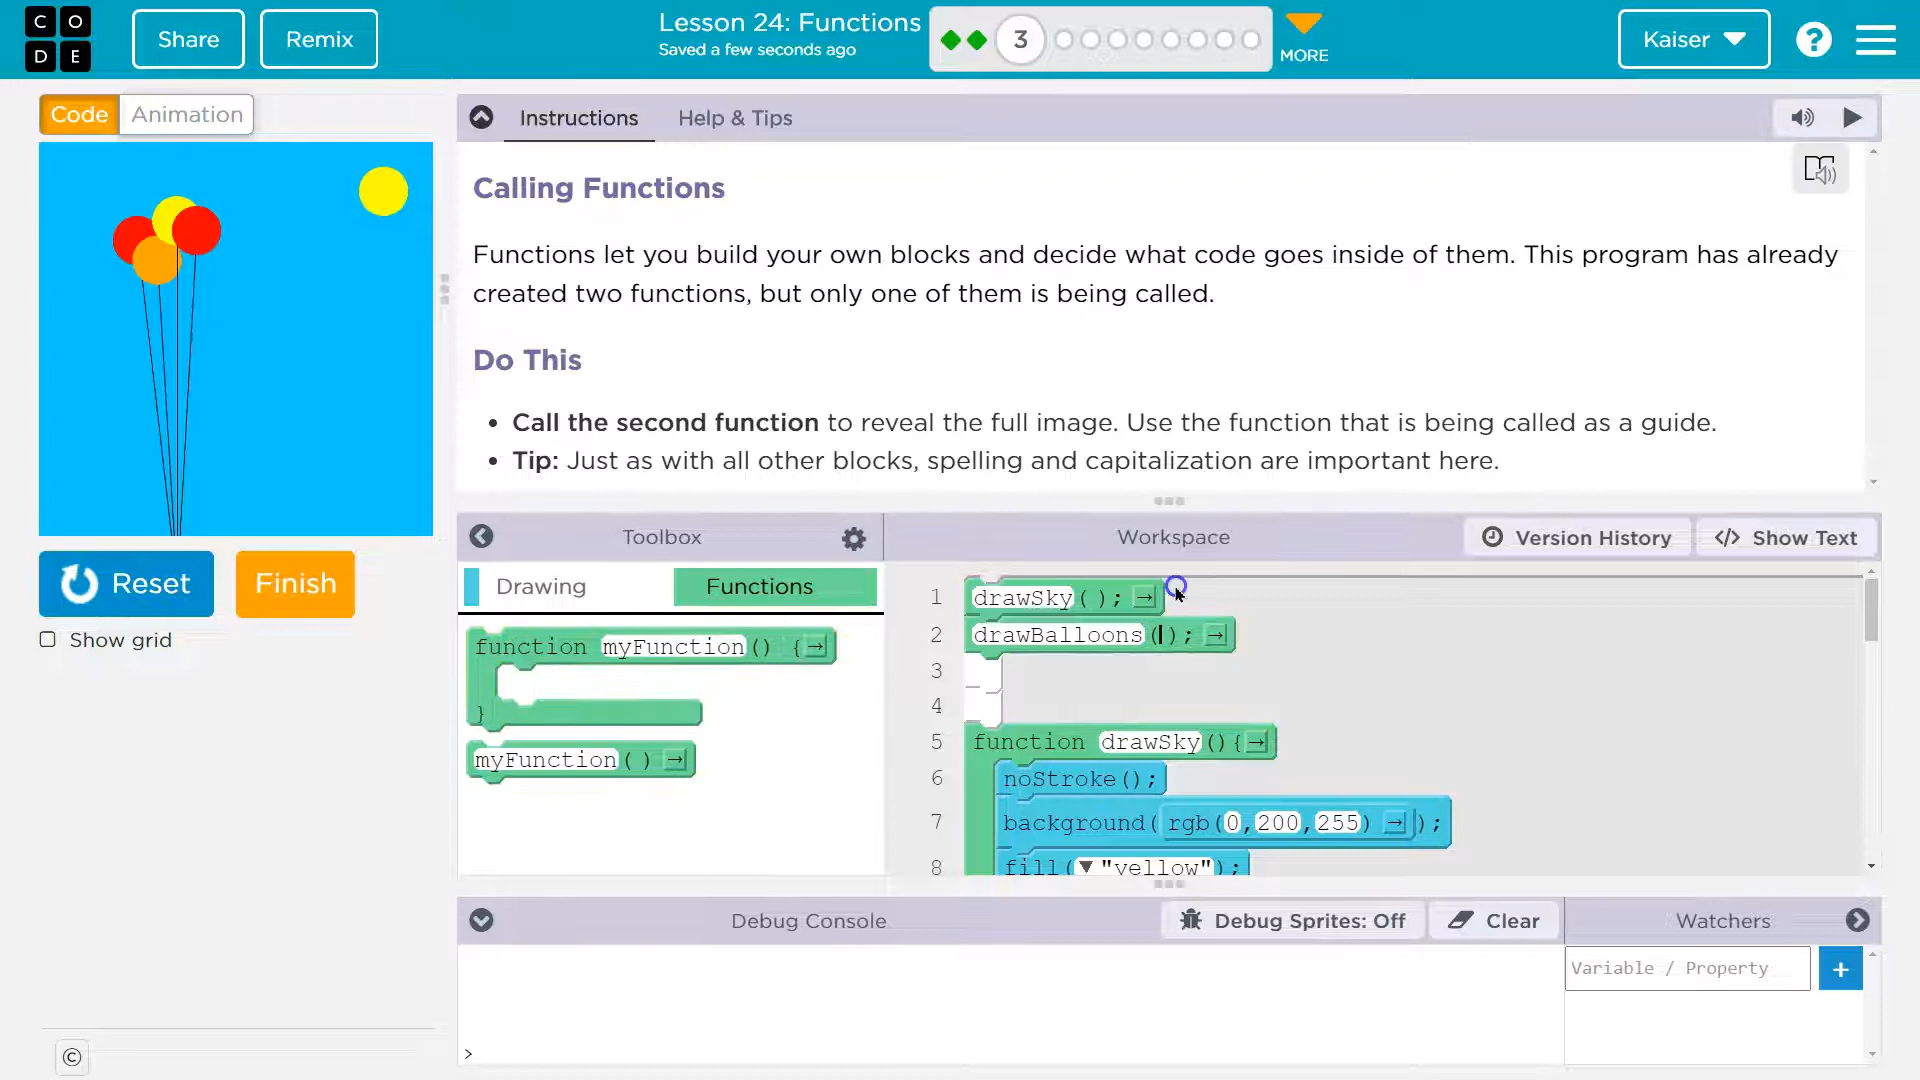 CO
DE
Share
Remix
Lesson 24: Functions
Saved a few seconds ago
3
MORE
Kaiser
?
Code
Animation
Instructions
Help & Tips
Calling Functions
Functions let you build your own blocks and decide what code goes inside of them. This program has already
created two functions, but only one of them is being called.
Do This
• Call the second function to reveal the full image. Use the function that is being called as a guide.
• Tip: Just as with all other blocks, spelling and capitalization are important here.
Reset
Finish
Show grid
Toolbox
Workspace
Version History
</> Show Text
Drawing
Functions
function myFunction() {→
}
myFunction() →
1 drawSky(); →
2 drawBalloons(); →
3
4
5 function drawSky(){→
6 noStroke();
7 background(rgb(0,200,255) →);
8 fill(▼ "yellow");
Debug Console
Debug Sprites: Off
Clear
Watchers
Variable / Property
+
>
©